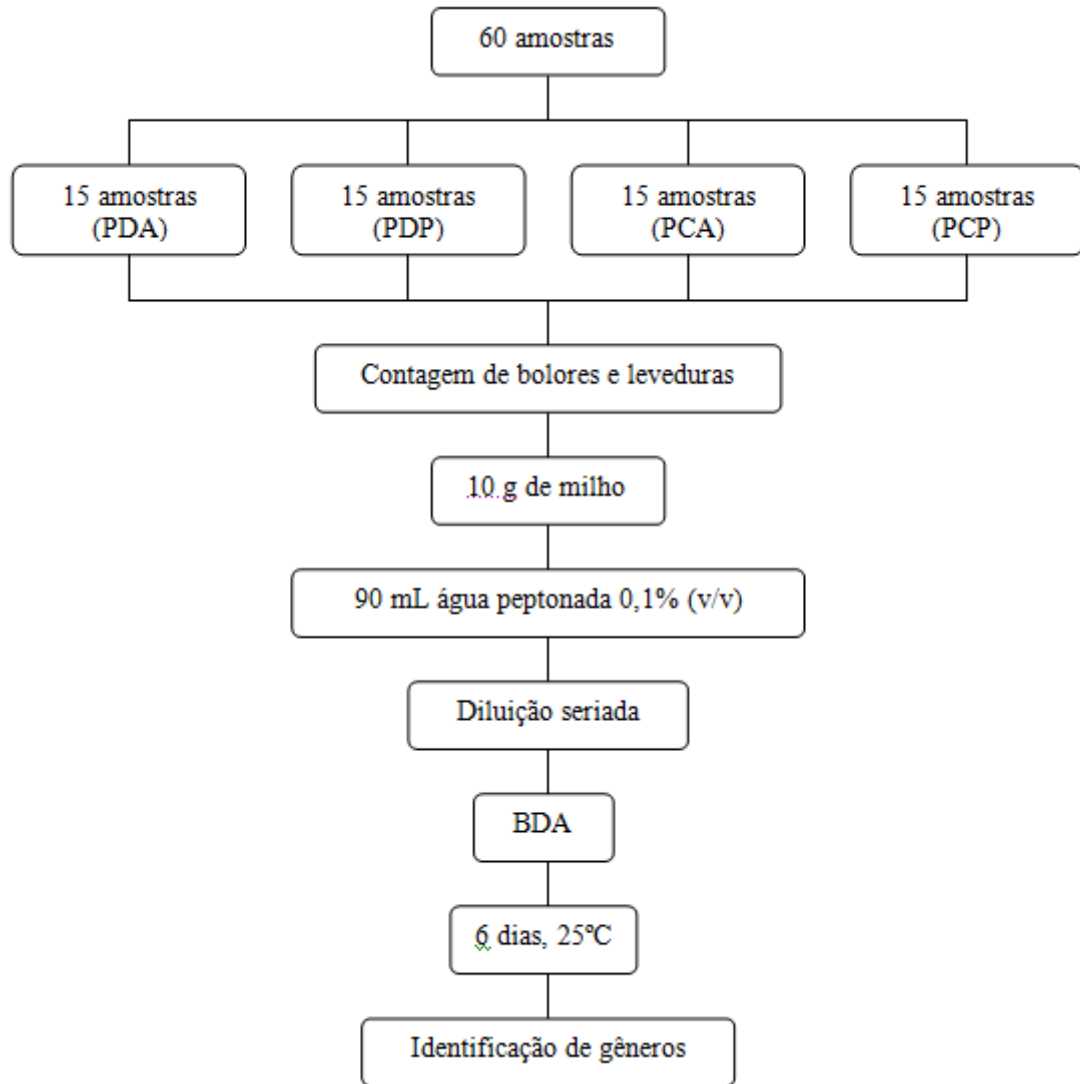 60 amostras
15 amostras
(PDA)
15 amostras
(PDP)
15 amostras
(PCA)
15 amostras
(PCP)
Contagem de bolores e leveduras
10 g de milho
90 mL água peptonada 0,1% (v/v)
Diluição seriada
BDA
6 dias, 25ºC
Identificação de gêneros